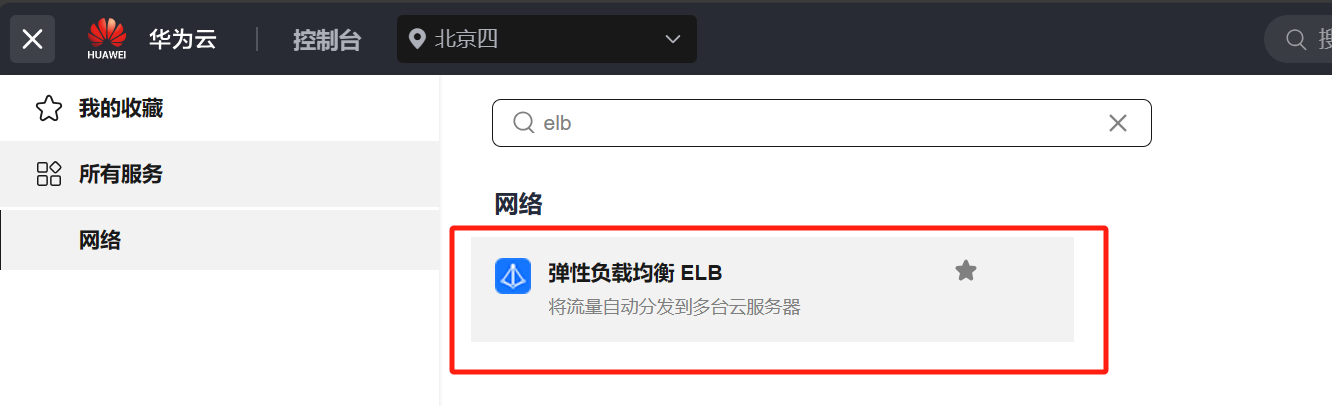 HUAWEI
华为云
控制台
北京四
搜
我的收藏
所有服务
网络
elb
网络
弹性负载均衡 ELB
将流量自动分发到多台云服务器